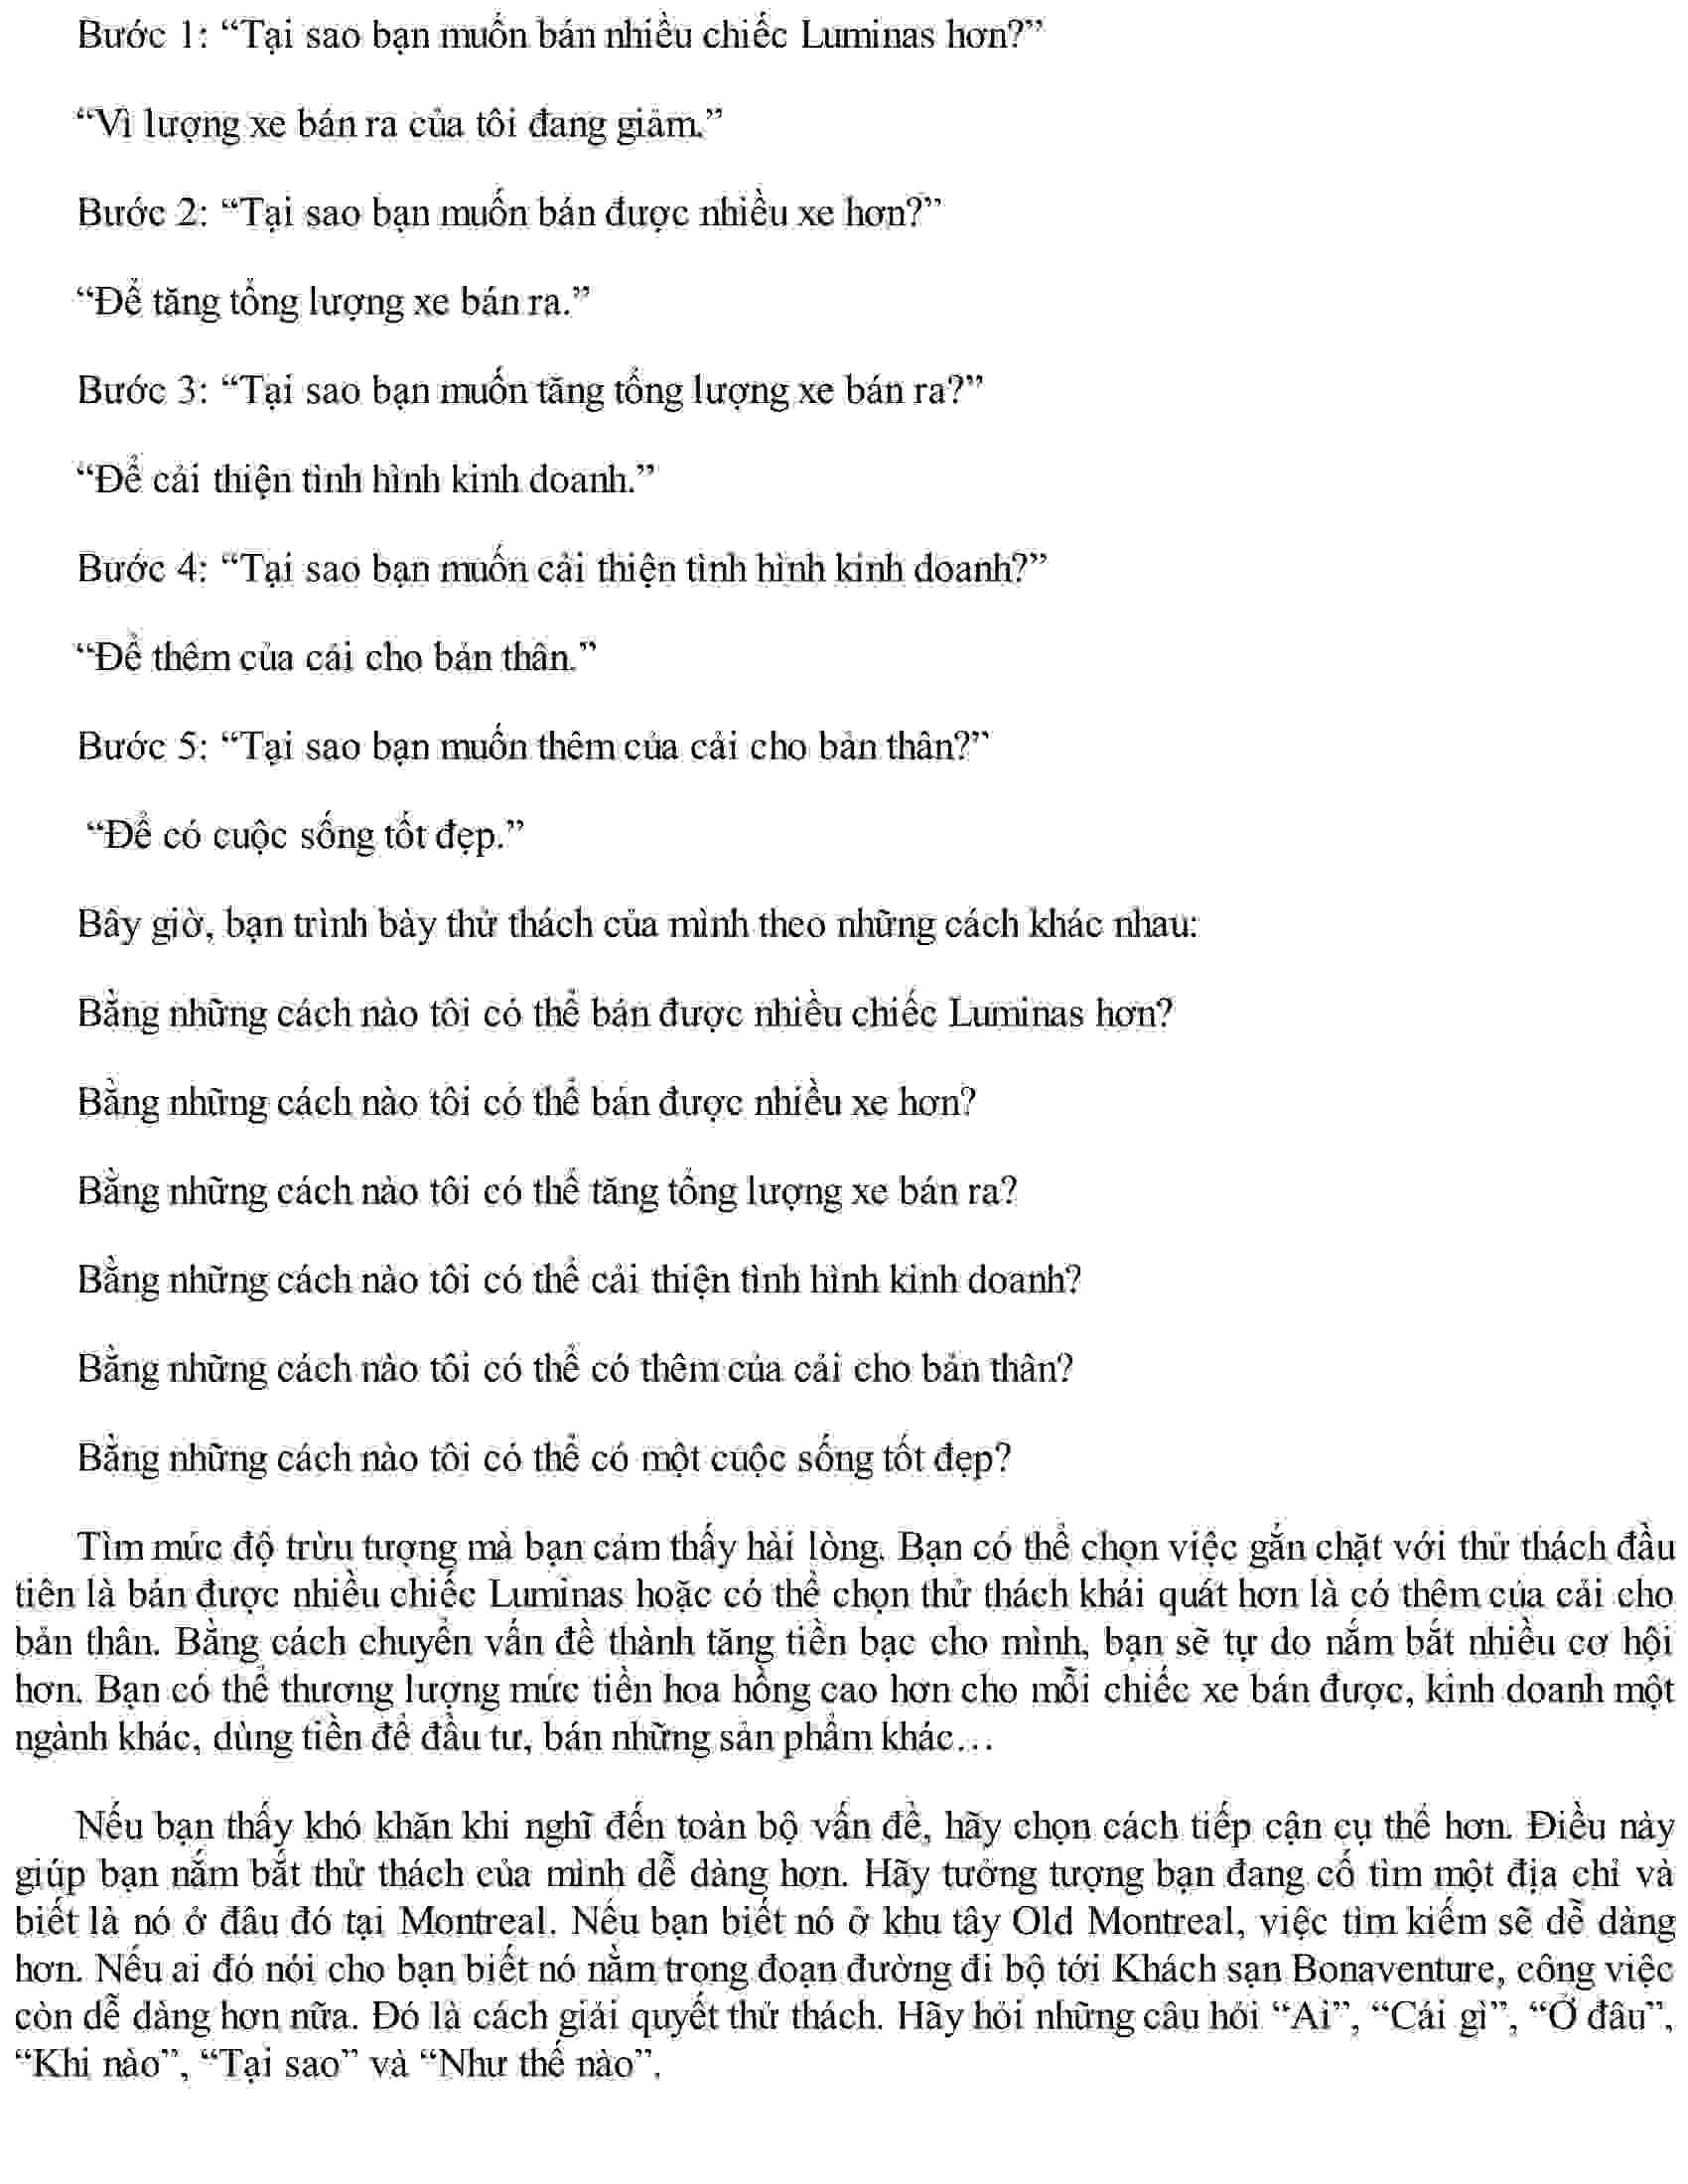 Bước 1: “Tại sao bạn muốn bán nhiều chiếc Luminas hơn?”
“Vì lượng xe bán ra của tôi đang giảm.”
Bước 2: “Tại sao bạn muốn bán được nhiều xe hơn?”
“Để tăng tổng lượng xe bán ra.”
Bước 3: “Tại sao bạn muốn tăng tổng lượng xe bán ra?”
“Để cải thiện tình hình kinh doanh.”
Bước 4: “Tại sao bạn muốn cải thiện tình hình kinh doanh?”
“Để thêm của cải cho bản thân.”
Bước 5: “Tại sao bạn muốn thêm của cải cho bản thân?”
“Để có cuộc sống tốt đẹp.”
Bây giờ, bạn trình bày thử thách của mình theo những cách khác nhau:
Bằng những cách nào tôi có thể bán được nhiều chiếc Luminas hơn?
Bằng những cách nào tôi có thể bán được nhiều xe hơn?
Bằng những cách nào tôi có thể tăng tổng lượng xe bán ra?
Bằng những cách nào tôi có thể cải thiện tình hình kinh doanh?
Bằng những cách nào tôi có thể có thêm của cải cho bản thân?
Bằng những cách nào tôi có thể có một cuộc sống tốt đẹp?
Tìm mức độ trừu tượng mà bạn cảm thấy hài lòng. Bạn có thể chọn việc gắn chặt với thử thách đầu
tiên là bán được nhiều chiếc Luminas hoặc có thể chọn thử thách khái quát hơn là có thêm của cải cho
bản thân. Bằng cách chuyển vấn đề thành tăng tiền bạc cho mình, bạn sẽ tự do nắm bắt nhiều cơ hội
hơn. Bạn có thể thương lượng mức tiền hoa hồng cao hơn cho mỗi chiếc xe bán được, kinh doanh một
ngành khác, dùng tiền để đầu tư, bán những sản phẩm khác…
Nếu bạn thấy khó khăn khi nghĩ đến toàn bộ vấn đề, hãy chọn cách tiếp cận cụ thể hơn. Điều này
giúp bạn nắm bắt thử thách của mình dễ dàng hơn. Hãy tưởng tượng bạn đang cố tìm một địa chỉ và
biết là nó ở đâu đó tại Montreal. Nếu bạn biết nó ở khu tây Old Montreal, việc tìm kiếm sẽ dễ dàng
hơn. Nếu ai đó nói cho bạn biết nó nằm trong đoạn đường đi bộ tới Khách sạn Bonaventure, công việc
còn dễ dàng hơn nữa. Đó là cách giải quyết thử thách. Hãy hỏi những câu hỏi “Ai”, “Cái gì”, “Ở đâu”,
“Khi nào”, “Tại sao” và “Như thế nào”.